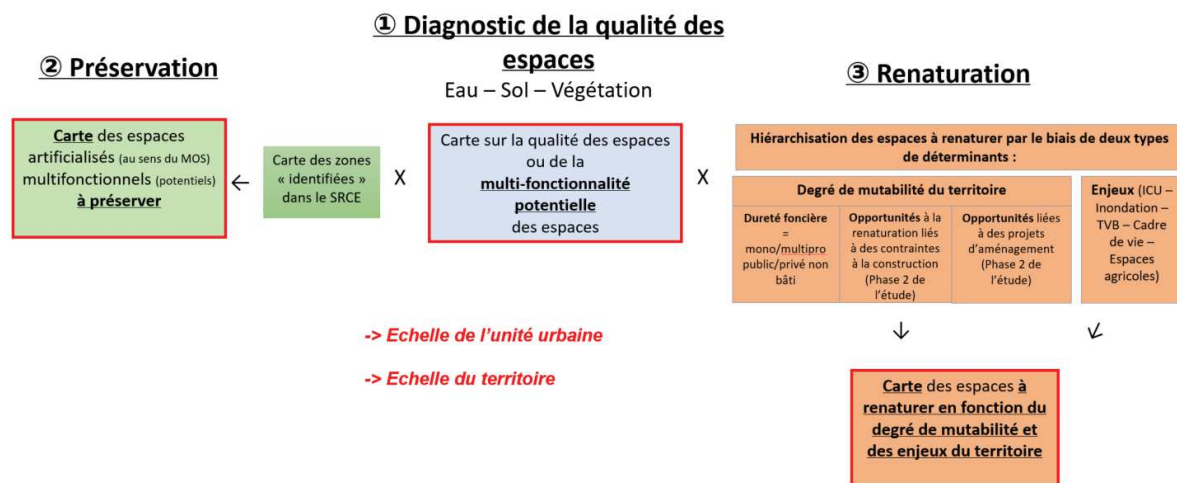 ① Diagnostic de la qualité des
espaces
Eau – Sol – Végétation
② Préservation
③ Renaturation
Carte des espaces
artificialisés (au sens du MOS)
multifonctionnels (potentiels)
à préserver
←
Carte des zones
« identifiées »
dans le SRCE
X
Carte sur la qualité des espaces
ou de la
multi-fonctionnalité
potentielle
des espaces
X
Hiérarchisation des espaces à renaturer par le biais de deux types
de déterminants :
Degré de mutabilité du territoire
Dureté foncière
=
mono/multipro
public/privé non
bâti
Opportunités à la
renaturation liés
à des contraintes
à la construction
(Phase 2 de
l’étude)
Opportunités liées
à des projets
d’aménagement
(Phase 2 de
l’étude)
Enjeux (ICU –
Inondation –
TVB – Cadre
de vie –
Espaces
agricoles)
-> Echelle de l’unité urbaine
-> Echelle du territoire
Carte des espaces à
renaturer en fonction du
degré de mutabilité et
des enjeux du territoire